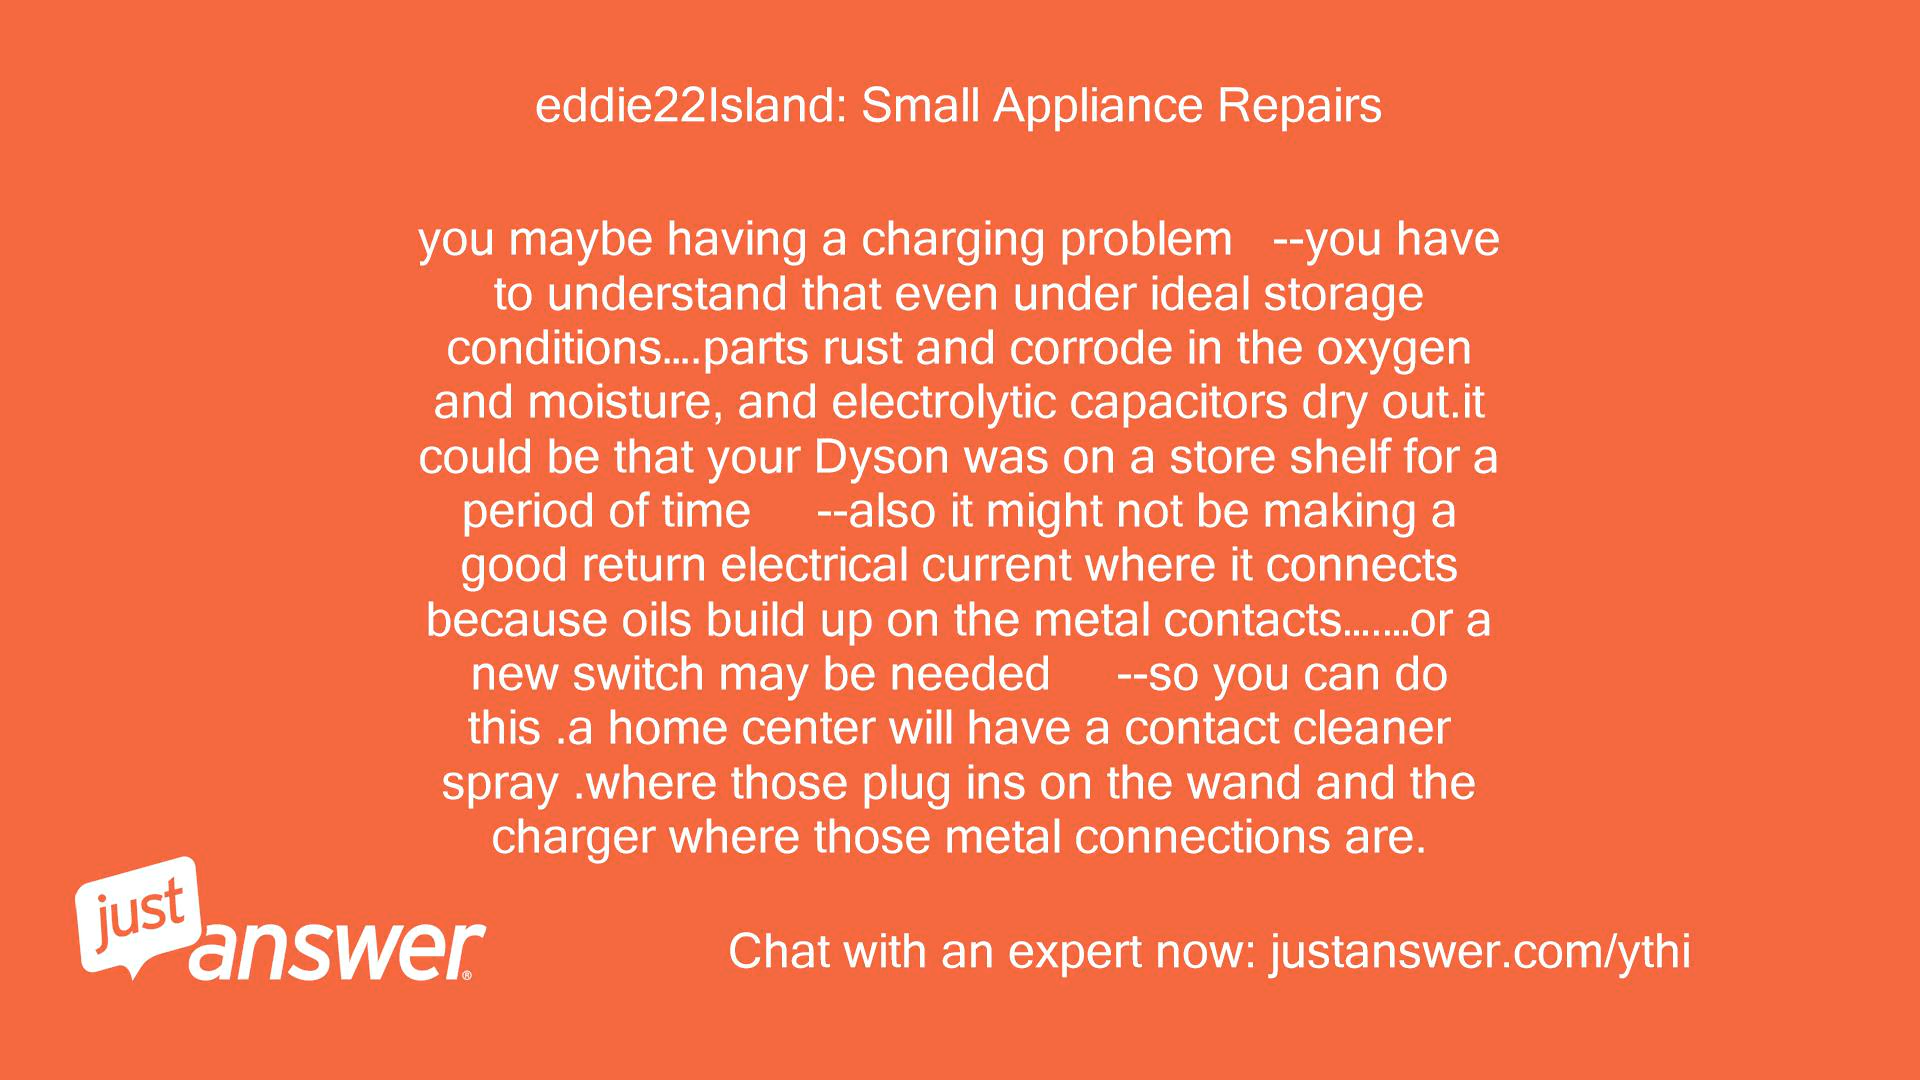 eddie22Island: Small Appliance Repairs
you maybe having a charging problem   --you have
to understand that even under ideal storage
conditions....parts rust and corrode in the oxygen
and moisture, and electrolytic capacitors dry out.it
could be that your Dyson was on a store shelf for a
period of time     --also it might not be making a
good return electrical current where it connects
because oils build up on the metal contacts.......or a
new switch may be needed     --so you can do
this .a home center will have a contact cleaner
spray .where those plug ins on the wand and the
charger where those metal connections are.
just
answer®
Chat with an expert now: justanswer.com/ythi